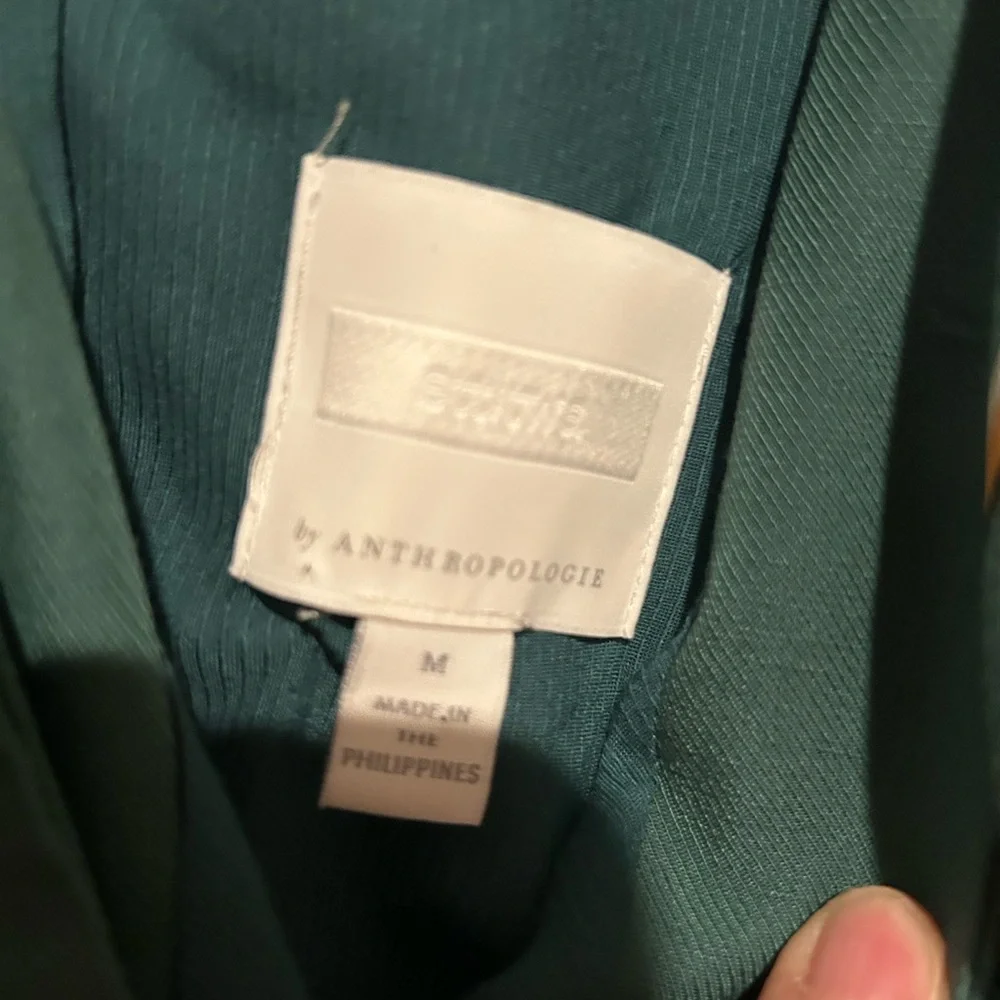 by ANTHROPOLOGIE
M
MADE IN
THE
PHILIPPINES